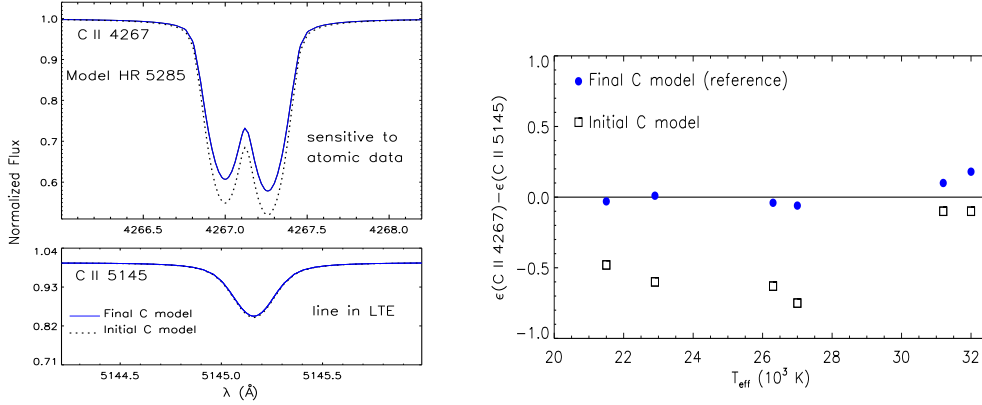 C II 4267
Model HR 5285
sensitive to
atomic data
1.0
0.9
0.8
0.7
0.6
4266.5 4267.0 4267.5 4268.0
Normalized Flux
C II 5145
line in LTE
Final C model
Initial C model
1.04
0.93
0.82
0.71
5144.5 5145.0 5145.5
λ (Å)
Final C model (reference)
Initial C model
1.0
0.5
0.0
−0.5
−1.0
ε(C II 4267)−ε(C II 5145)
20 22 24 26 28 30 32
Teff (10³ K)